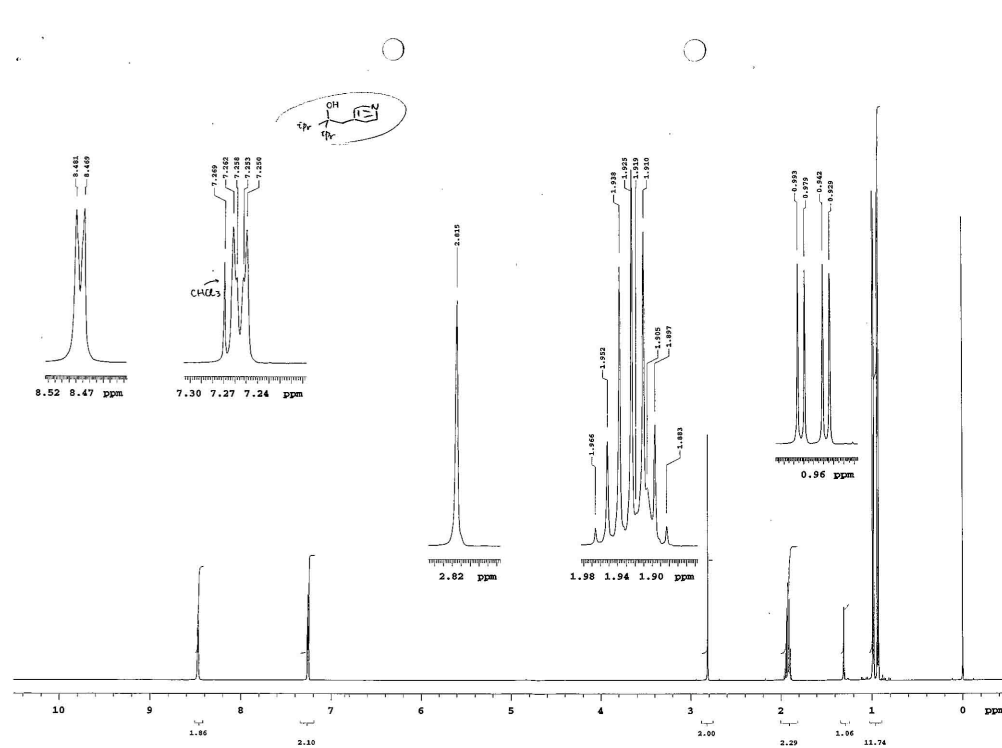 OH
N
iPr
iPr
8.481
8.469
7.269
7.262
7.258
7.253
7.250
CHCl3
2.815
1.966
1.952
1.938
1.925
1.919
1.910
1.905
1.897
1.883
0.993
0.979
0.942
0.929
8.52 8.47 ppm
7.30 7.27 7.24 ppm
2.82 ppm
1.98 1.94 1.90 ppm
0.96 ppm
10 9 8 7 6 5 4 3 2 1 0 ppm
1.86
2.10
2.00
2.29
1.06
11.74